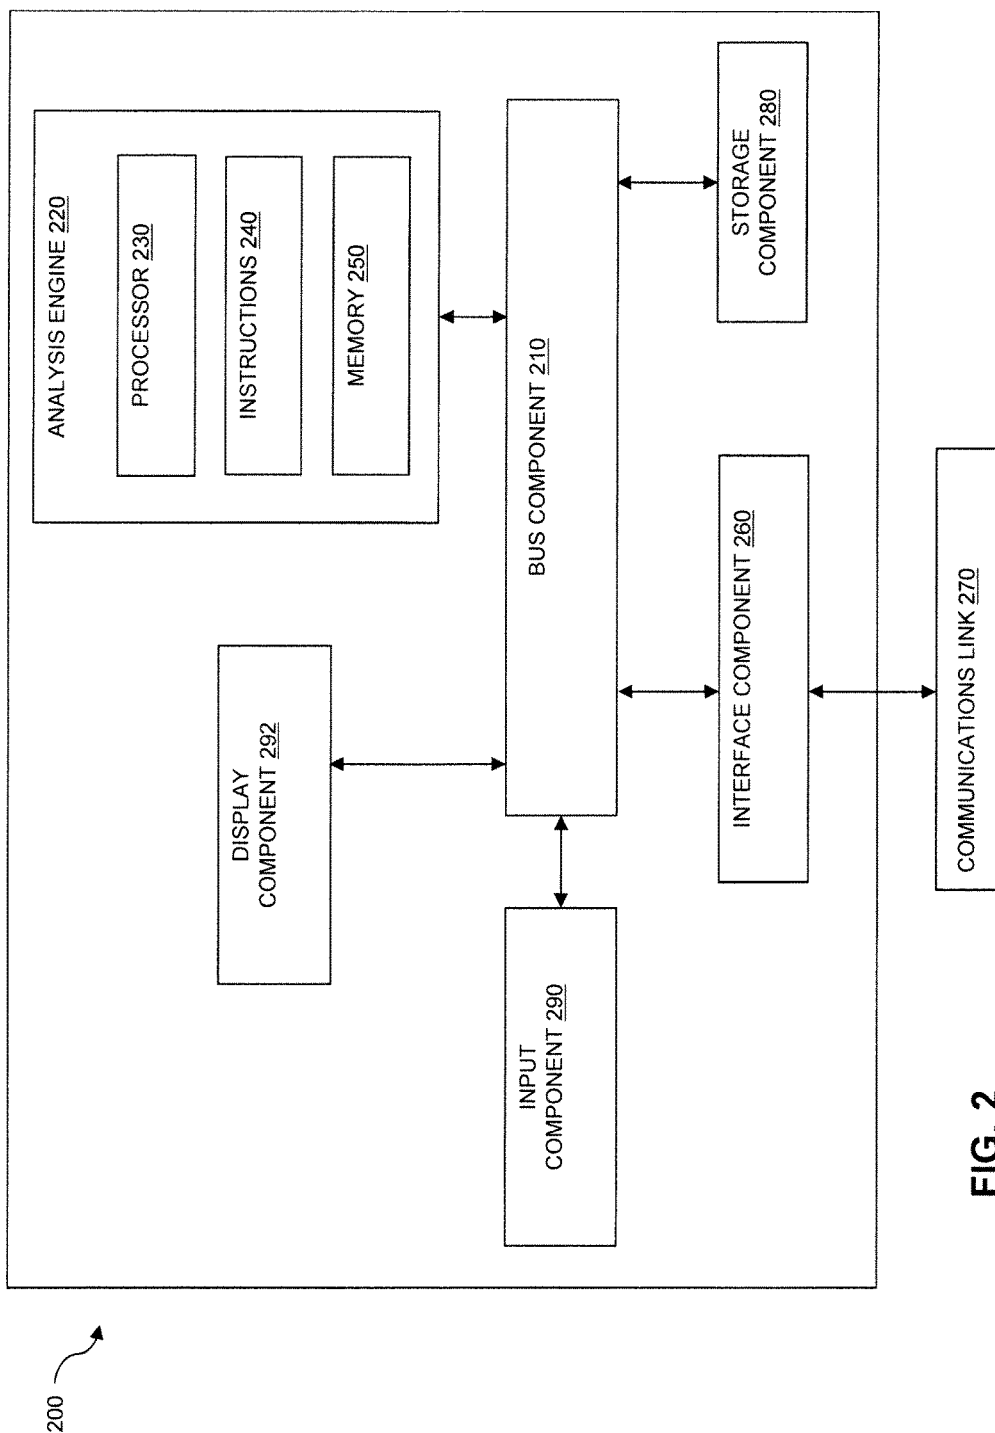 200
ANALYSIS ENGINE 220
PROCESSOR 230
INSTRUCTIONS 240
MEMORY 250
DISPLAY
COMPONENT 292
BUS COMPONENT 210
INPUT
COMPONENT 290
INTERFACE COMPONENT 260
STORAGE
COMPONENT 280
COMMUNICATIONS LINK 270
FIG. 2